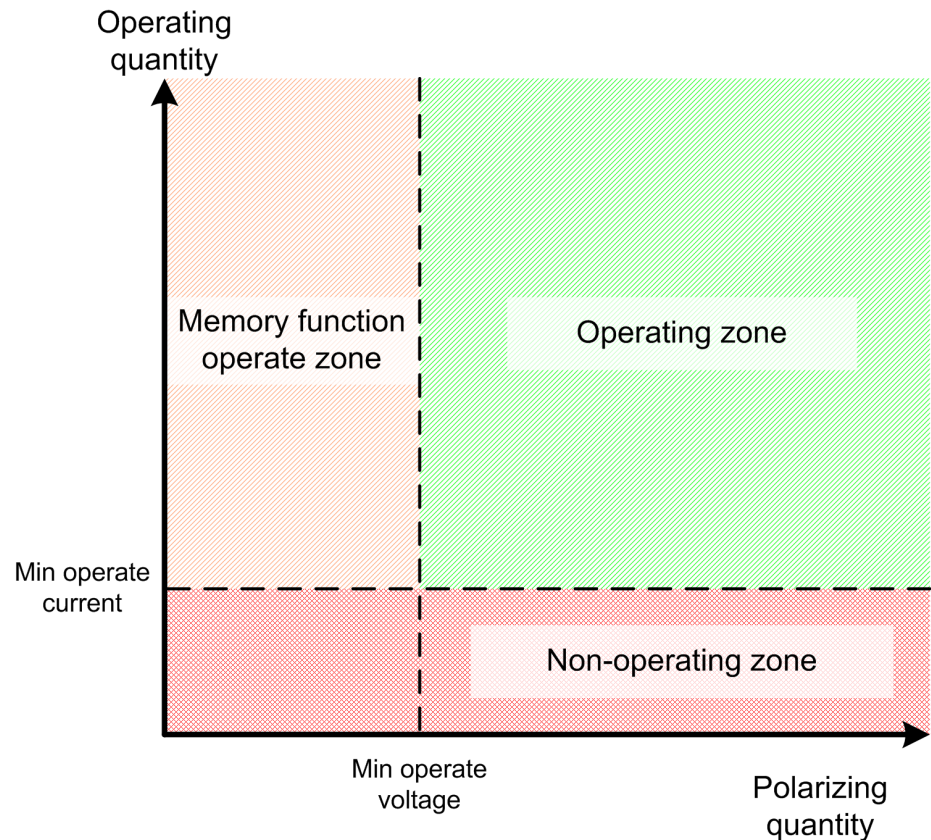 Operating
quantity
Memory function
operate zone
Operating zone
Min operate
current
Non-operating zone
Min operate
voltage
Polarizing
quantity